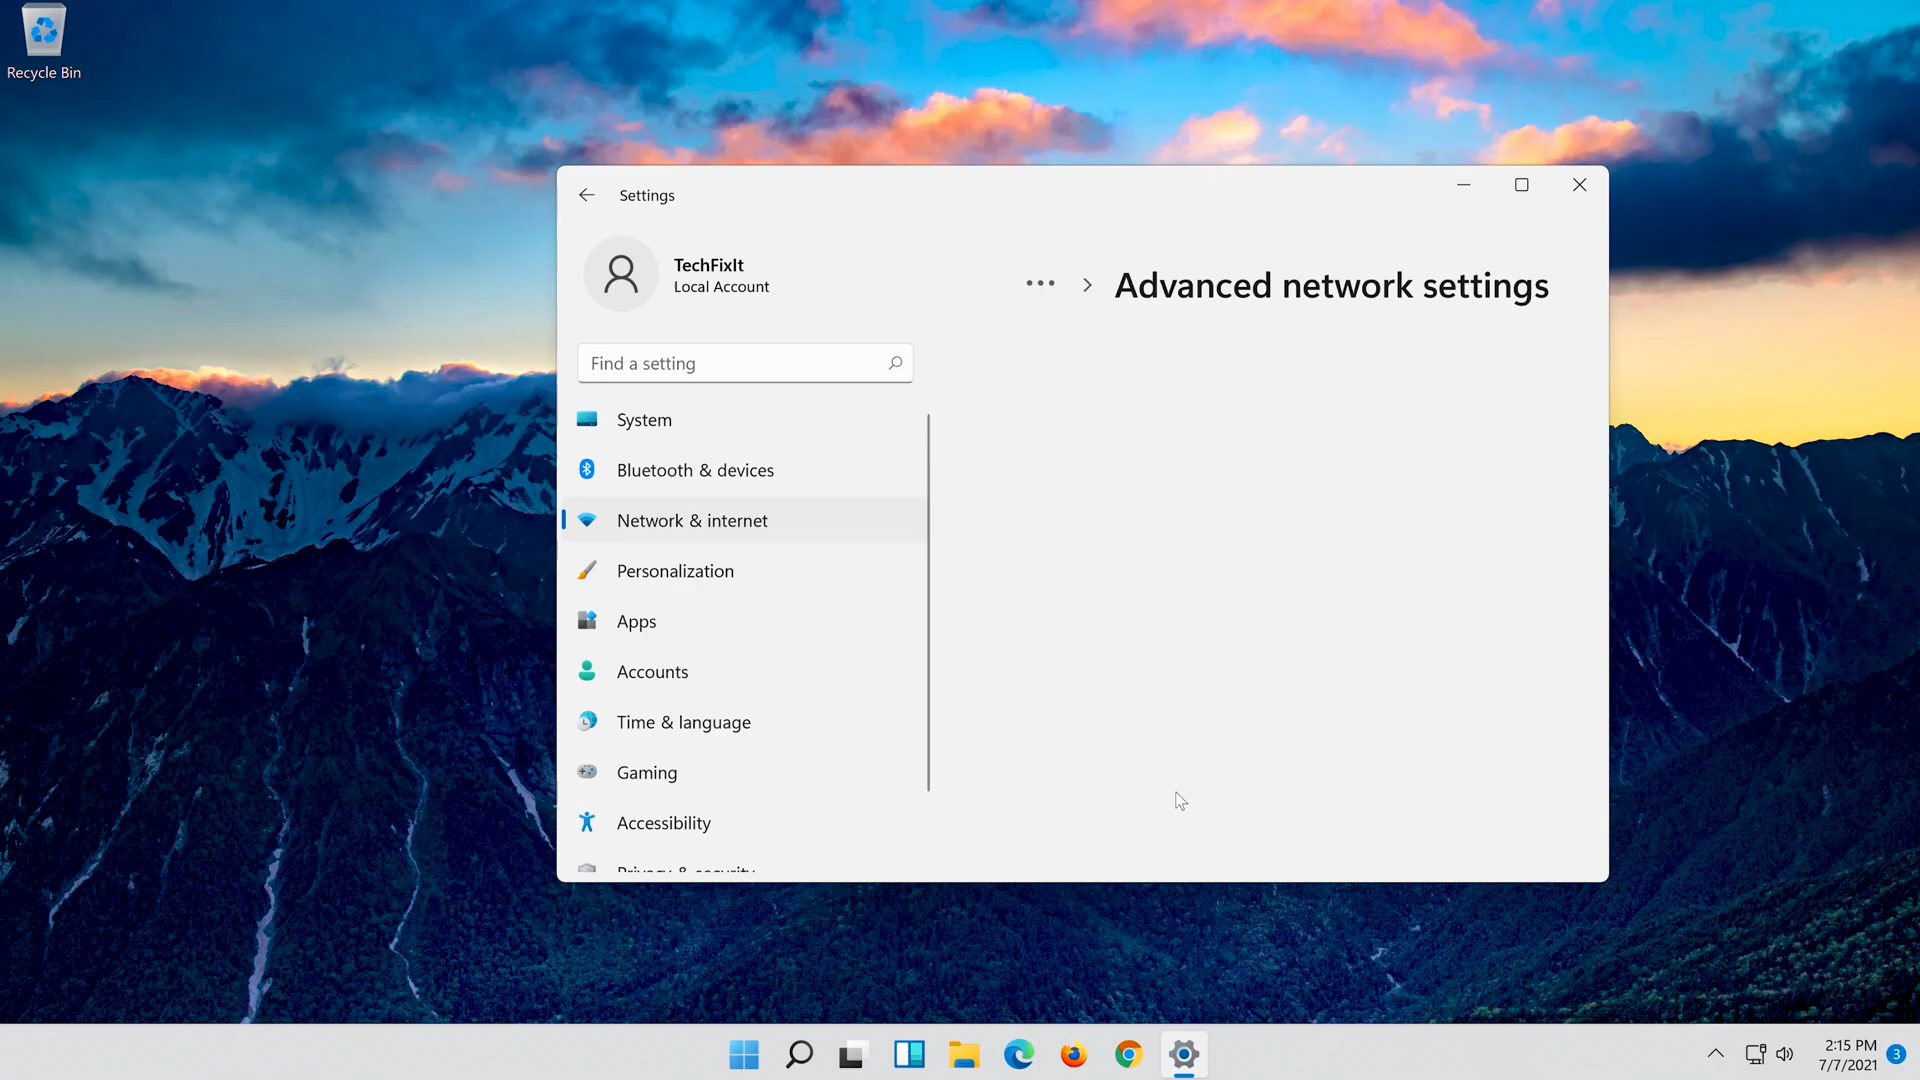 Recycle Bin
Settings
TechFixIt
Local Account
Advanced network settings
Find a setting
System
Bluetooth & devices
Network & internet
Personalization
Apps
Accounts
Time & language
Gaming
Accessibility
Privacy & security
2:15 PM
7/7/2021
3